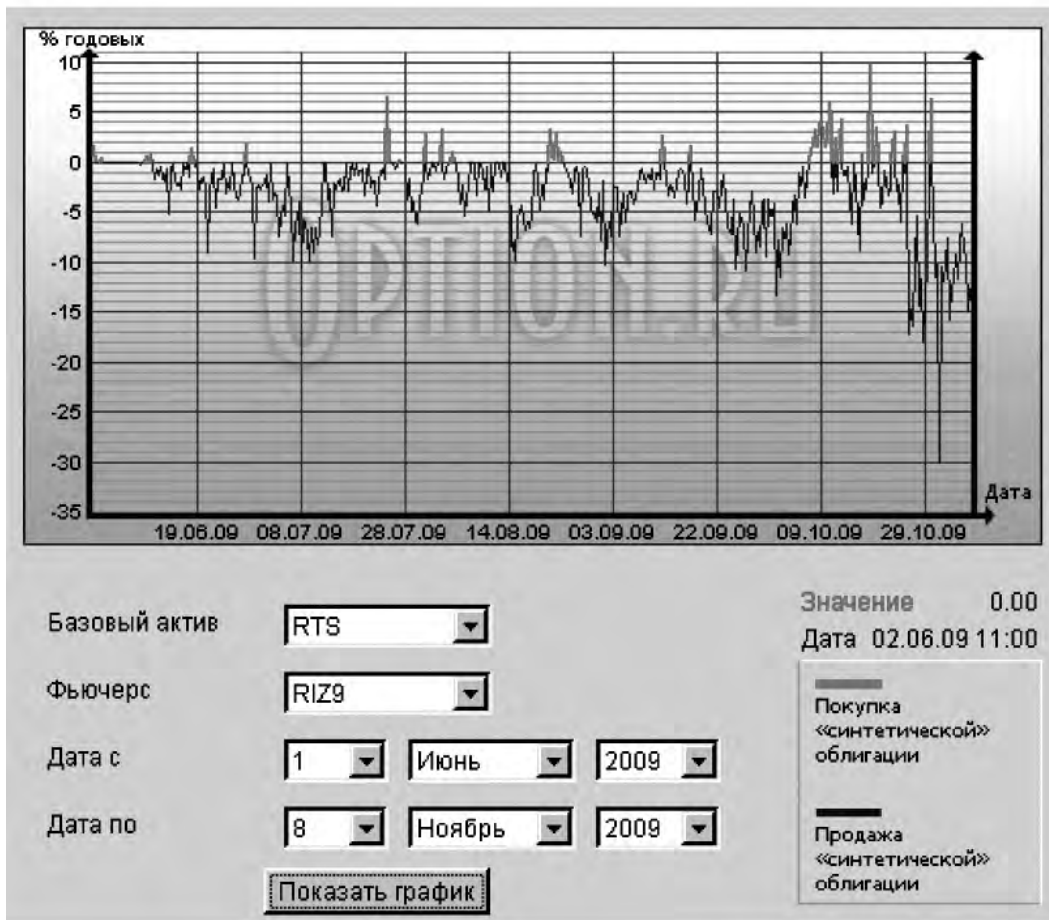 % годовых
10
5
0
-5
-10
-15
-20
-25
-30
-35
OPTION.RU
Дата
19.06.09 08.07.09 28.07.09 14.08.09 03.09.09 22.09.09 09.10.09 29.10.09
Базовый актив RTS
Фьючерс RIZ9
Дата с 1 Июнь 2009
Дата по 8 Ноябрь 2009
Показать график
Значение 0.00
Дата 02.06.09 11:00
Покупка
«синтетической»
облигации
Продажа
«синтетической»
облигации